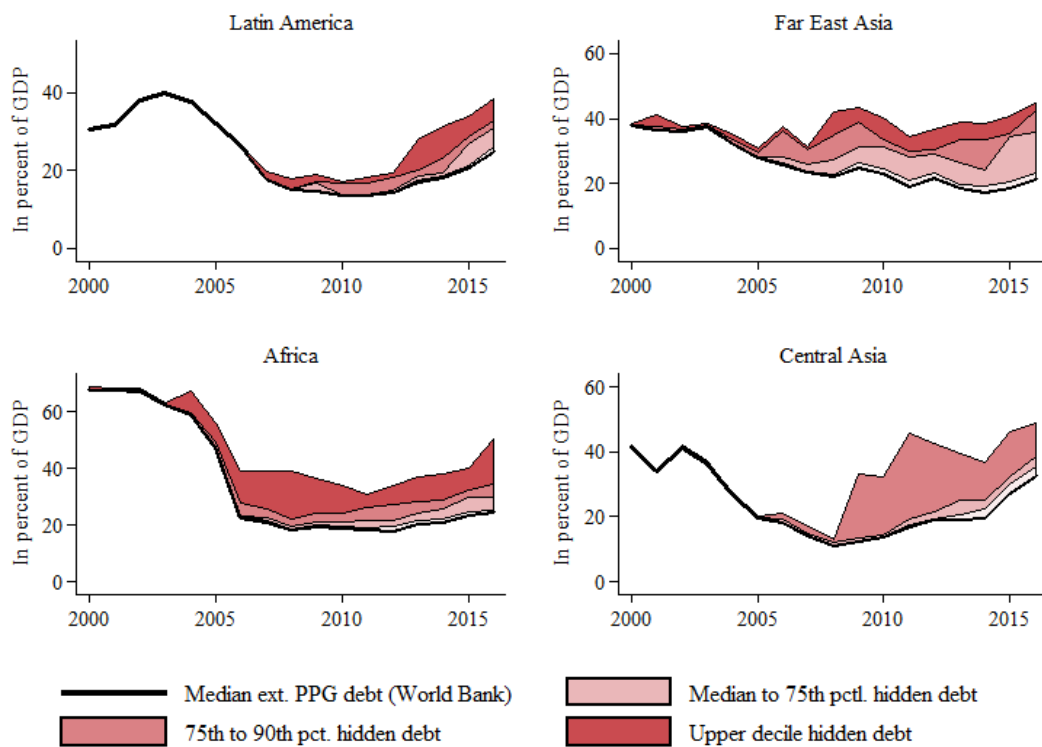 Latin America
In percent of GDP
40
20
0
2000
2005
2010
2015
Far East Asia
In percent of GDP
60
40
20
0
2000
2005
2010
2015
Africa
In percent of GDP
60
40
20
0
2000
2005
2010
2015
Central Asia
In percent of GDP
60
40
20
0
2000
2005
2010
2015
Median ext. PPG debt (World Bank)
Median to 75th pctl. hidden debt
75th to 90th pct. hidden debt
Upper decile hidden debt